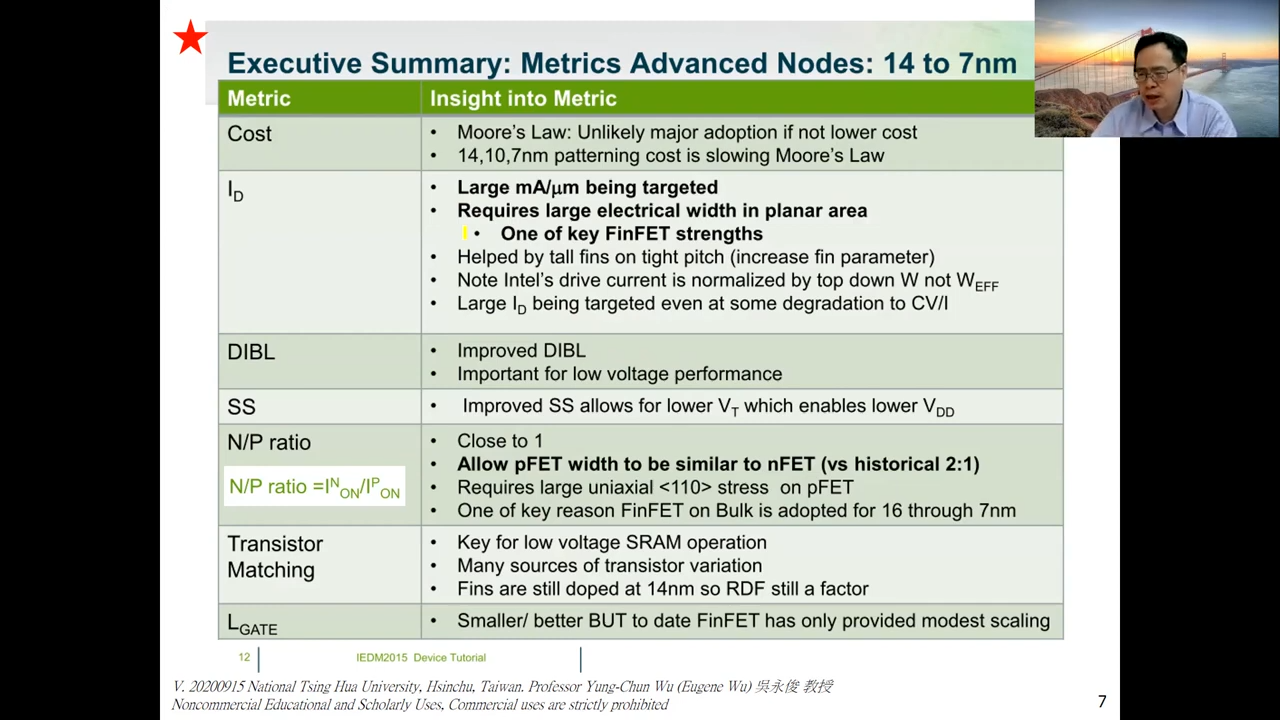 Executive Summary: Metrics Advanced Nodes: 14 to 7nm
Metric
Insight into Metric
Cost
• Moore's Law: Unlikely major adoption if not lower cost
• 14,10,7nm patterning cost is slowing Moore's Law
I_D
• Large mA/μm being targeted
• Requires large electrical width in planar area
• One of key FinFET strengths
• Helped by tall fins on tight pitch (increase fin parameter)
• Note Intel's drive current is normalized by top down W not W_EFF
• Large I_D being targeted even at some degradation to CV/I
DIBL
• Improved DIBL
• Important for low voltage performance
SS
• Improved SS allows for lower V_T which enables lower V_DD
N/P ratio
N/P ratio =I^N_ON/I^P_ON
• Close to 1
• Allow pFET width to be similar to nFET (vs historical 2:1)
• Requires large uniaxial <110> stress on pFET
• One of key reason FinFET on Bulk is adopted for 16 through 7nm
Transistor
Matching
• Key for low voltage SRAM operation
• Many sources of transistor variation
• Fins are still doped at 14nm so RDF still a factor
L_GATE
• Smaller/ better BUT to date FinFET has only provided modest scaling
12
IEDM2015 Device Tutorial
V. 20200915 National Tsing Hua University, Hsinchu, Taiwan. Professor Yung-Chun Wu (Eugene Wu) 吳永俊 教授
Noncommercial Educational and Scholarly Uses, Commercial uses are strictly prohibited
7